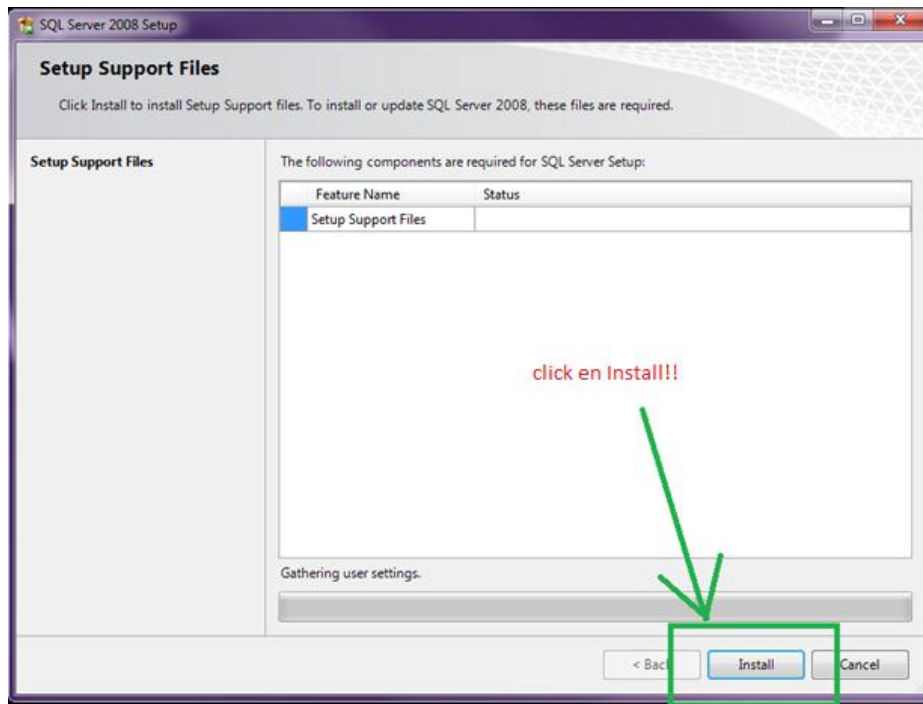 SQL Server 2008 Setup
Setup Support Files
Click Install to install Setup Support files. To install or update SQL Server 2008, these files are required.
Setup Support Files
The following components are required for SQL Server Setup:
Feature Name Status
Setup Support Files
click en Install!!
Gathering user settings.
< Back Install Cancel